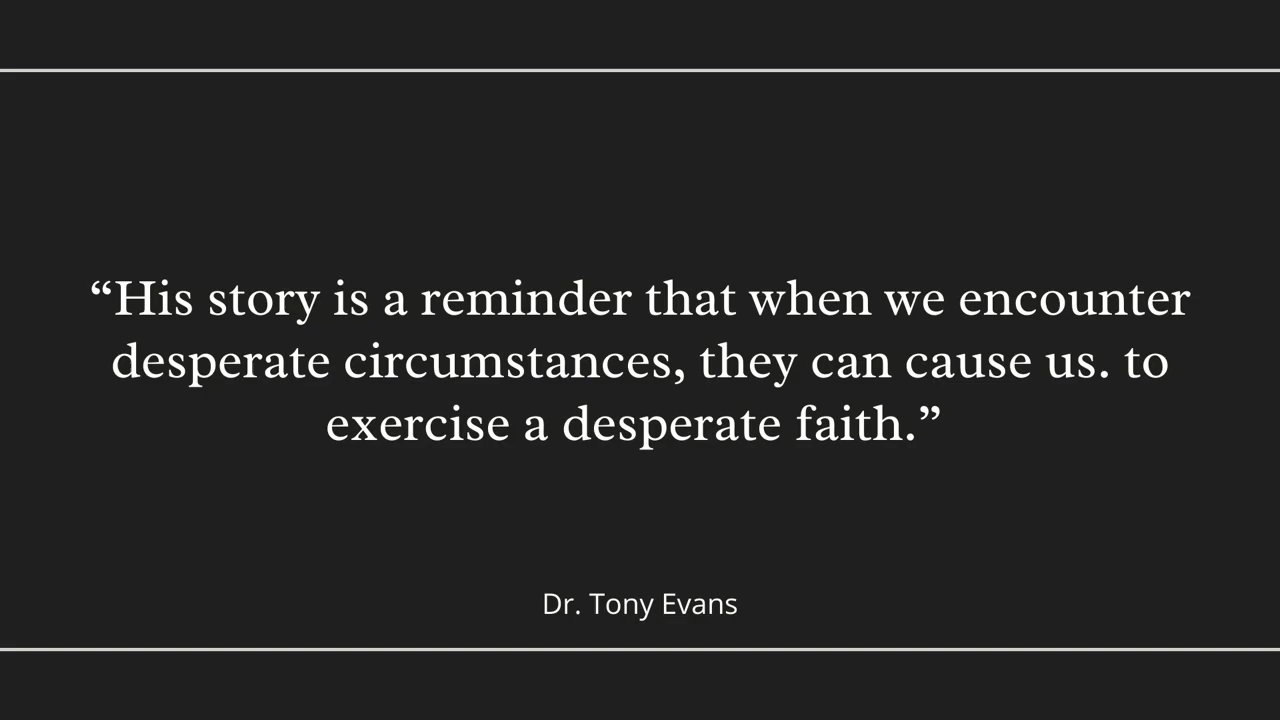 “His story is a reminder that when we encounter
desperate circumstances, they can cause us. to
exercise a desperate faith.”
Dr. Tony Evans